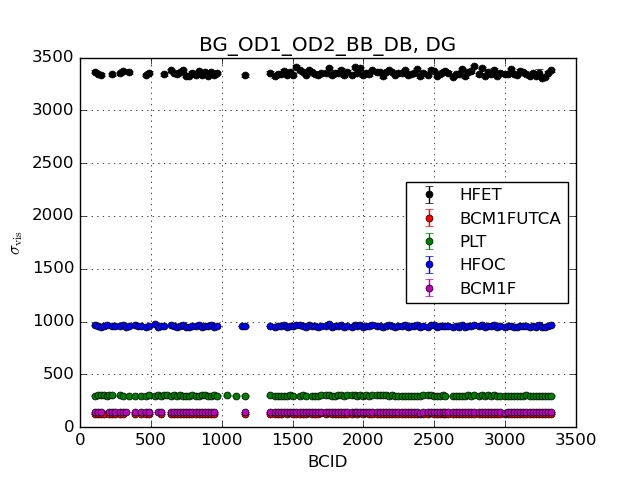 BG_OD1_OD2_BB_DB, DG
3500
3000
2500
2000
1500
1000
500
0
σvis
HFET
BCM1FUTCA
PLT
HFOC
BCM1F
0 500 1000 1500 2000 2500 3000 3500
BCID